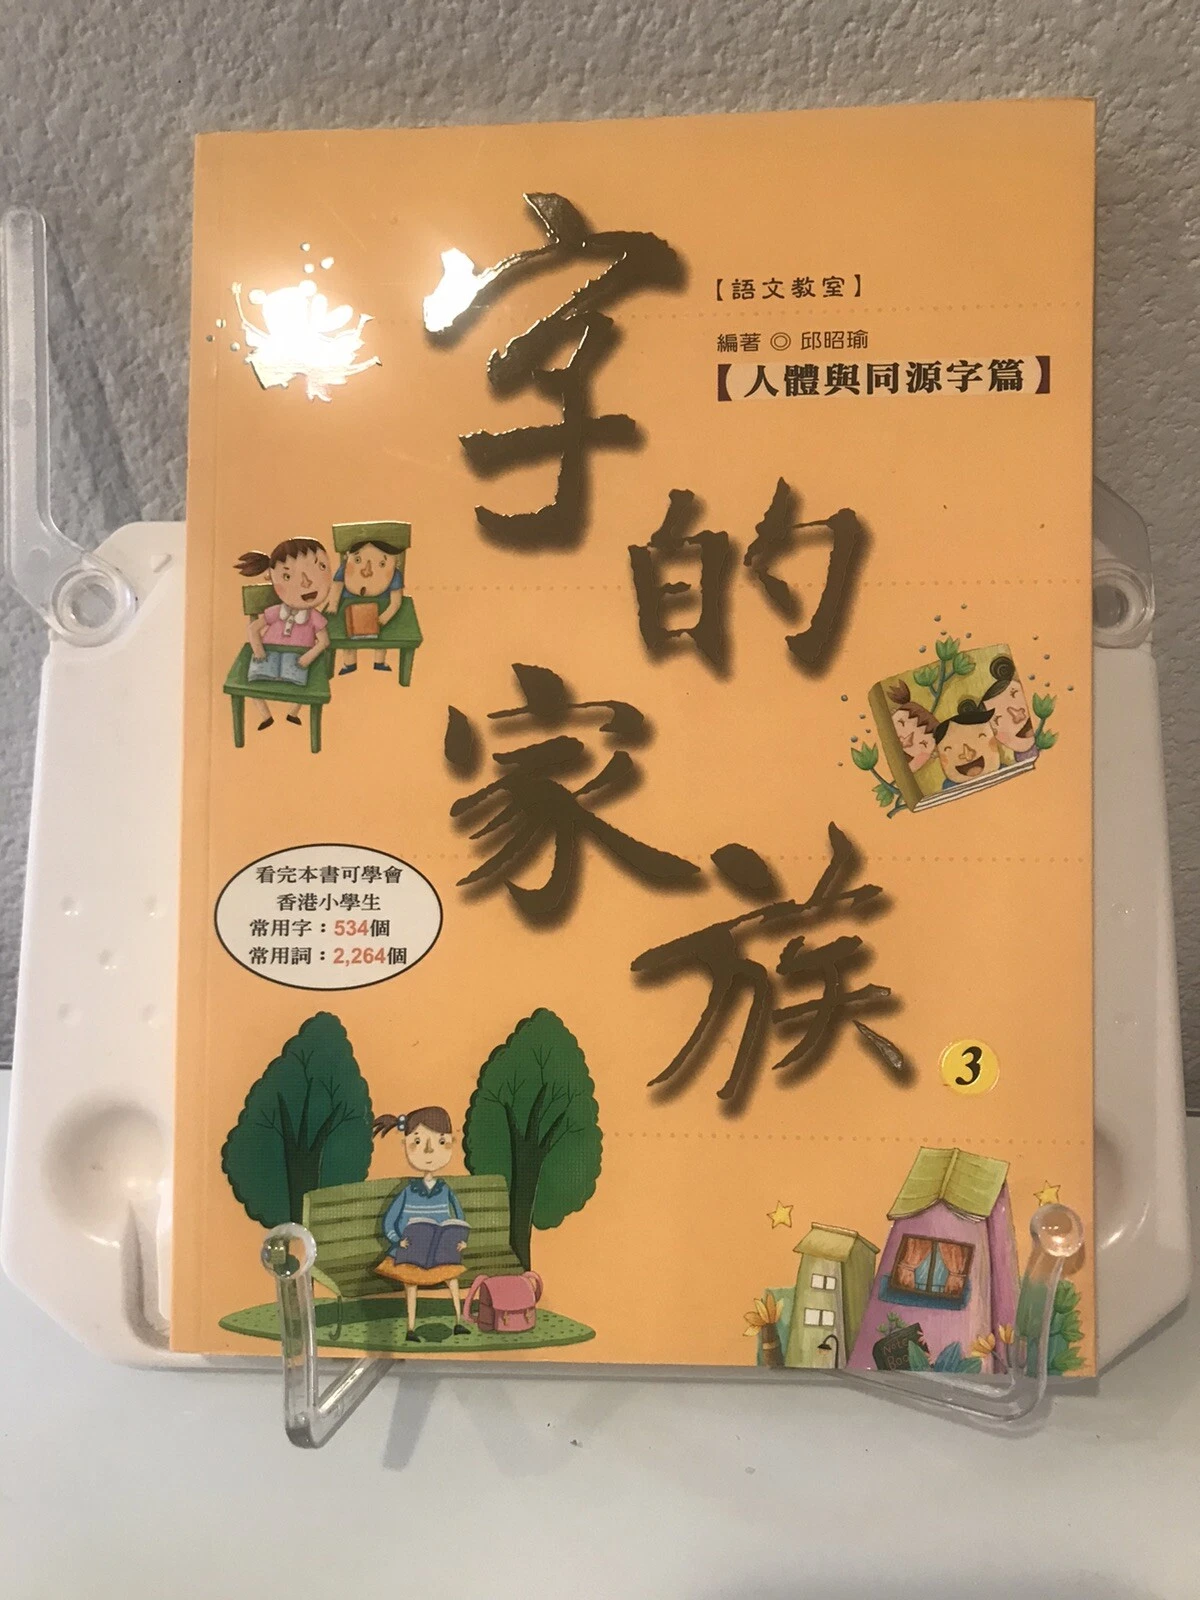 字的家族
【語文教室】
編著 ◎ 邱昭瑜
【人體與同源字篇】
看完本書可學會
香港小學生
常用字：534個
常用詞：2,264個
3